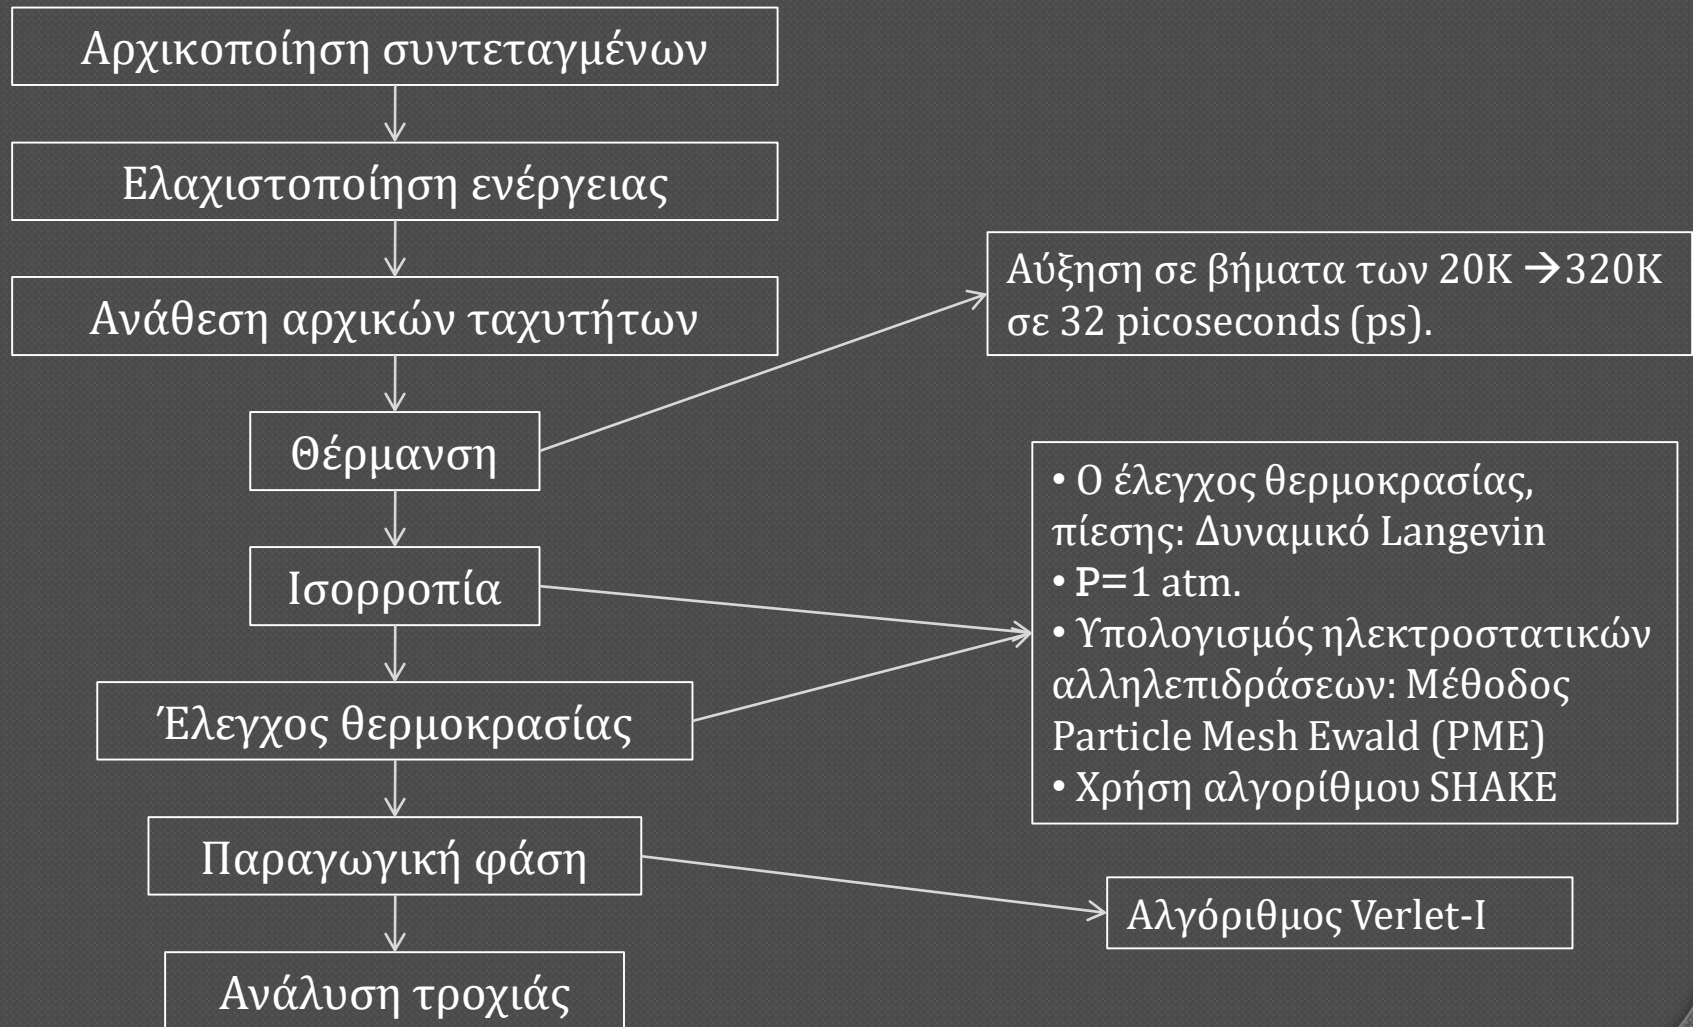 Αρχικοποίηση συντεταγμένων
Ελαχιστοποίηση ενέργειας
Ανάθεση αρχικών ταχυτήτων
Αύξηση σε βήματα των 20Κ →320Κ
σε 32 picoseconds (ps).
Θέρμανση
Ισορροπία
Έλεγχος θερμοκρασίας
• Ο έλεγχος θερμοκρασίας,
πίεσης: Δυναμικό Langevin
• P=1 atm.
• Υπολογισμός ηλεκτροστατικών
αλληλεπιδράσεων: Μέθοδος
Particle Mesh Ewald (PME)
• Χρήση αλγορίθμου SHAKE
Παραγωγική φάση
Αλγόριθμος Verlet-I
Ανάλυση τροχιάς